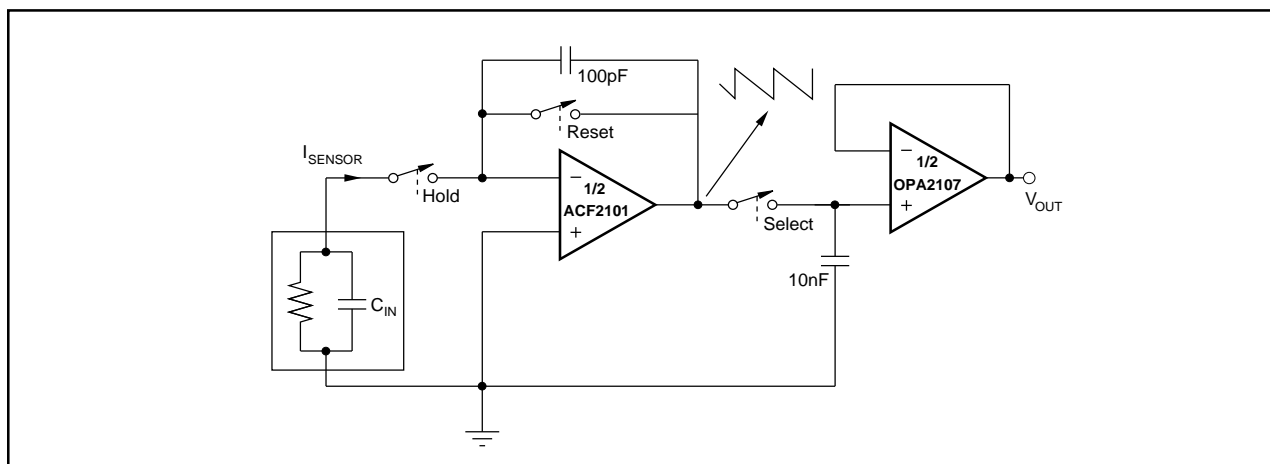 100pF
Reset
I_SENSOR
Hold
−
1/2
ACF2101
+
Select
−
1/2
OPA2107
+
V_OUT
10nF
C_IN